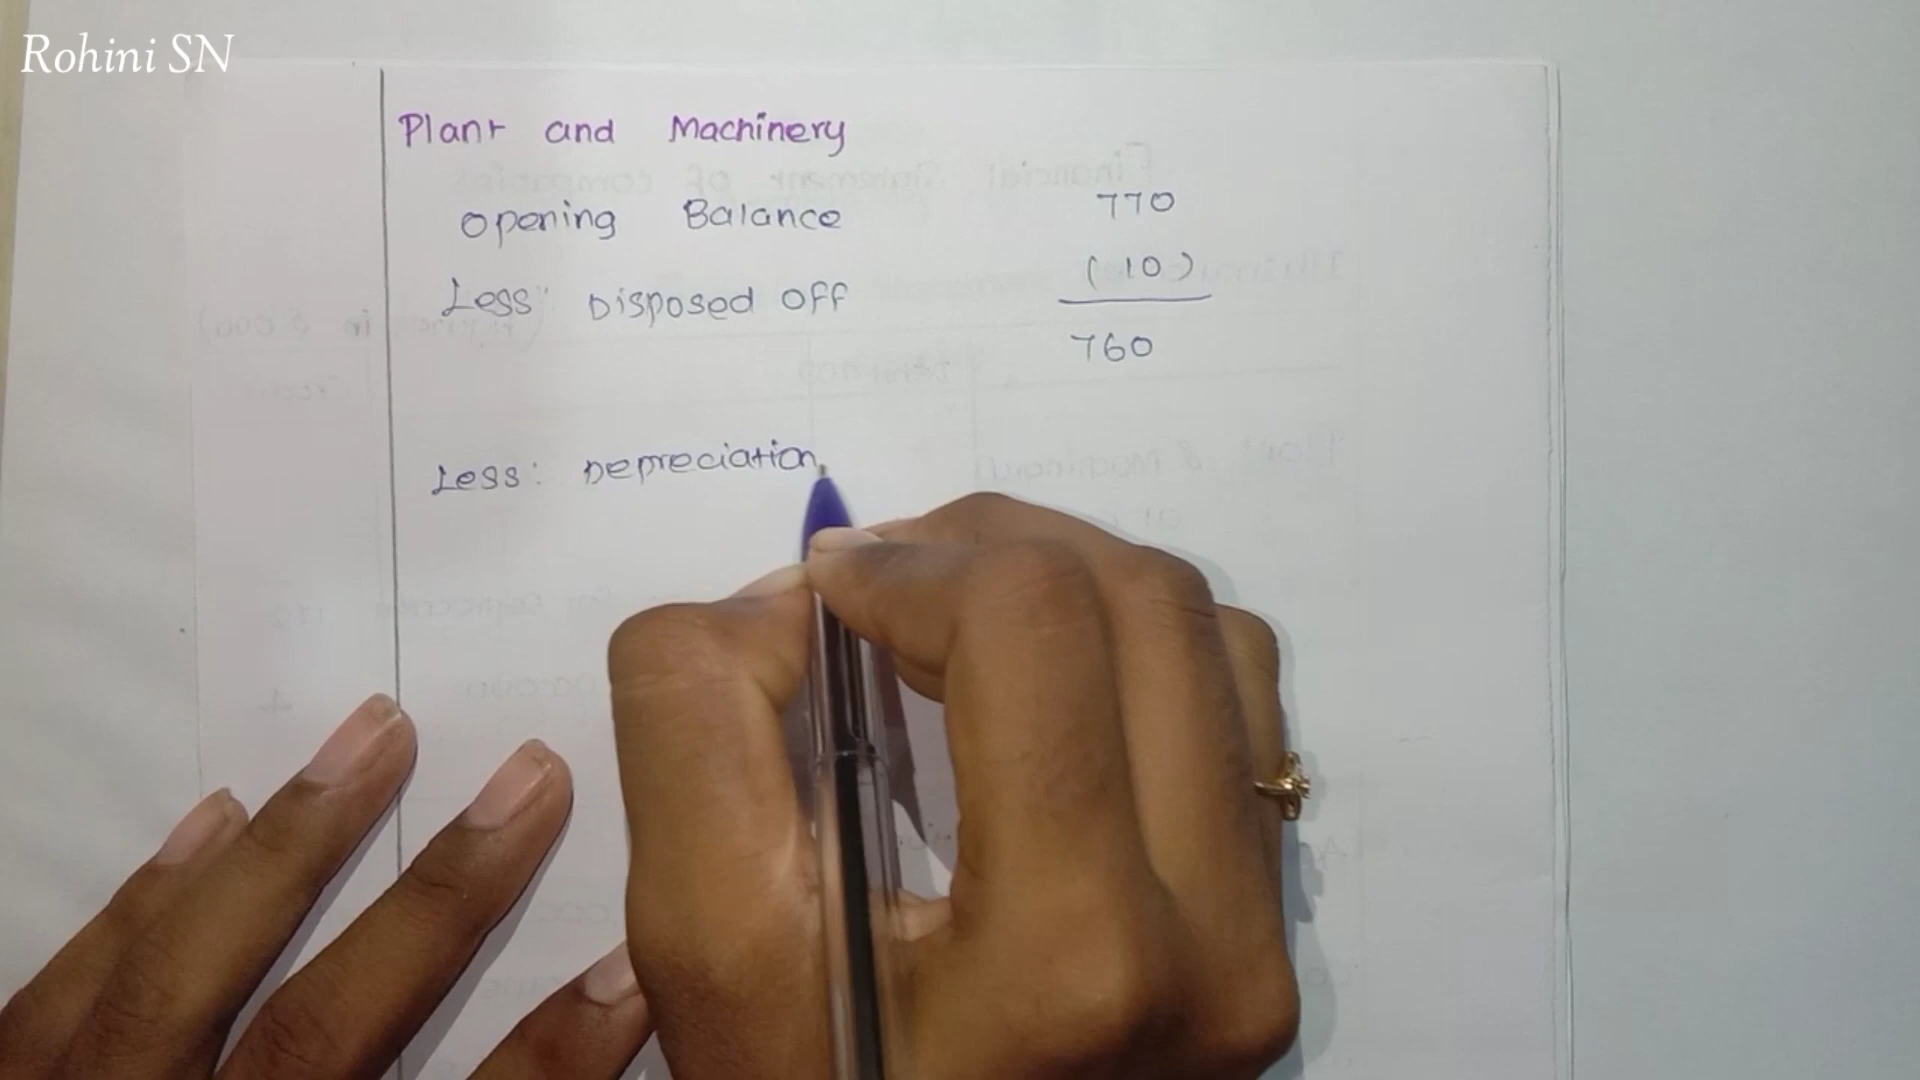 Rohini SN
Plant and Machinery
Opening Balance 770
Less: Disposed off (10)
760
Less: Depreciation